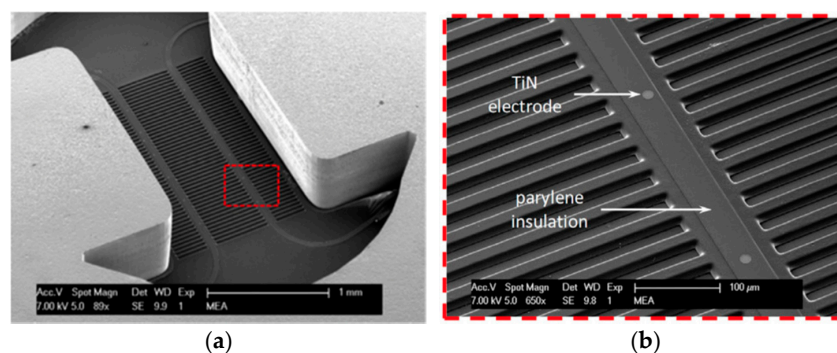 Acc.V Spot Magn Det WD Exp 1 mm
7.00 kV 5.0 89x SE 9.9 1 MEA
(a)
TiN
electrode
parylene
insulation
Acc.V Spot Magn Det WD Exp 100 µm
7.00 kV 5.0 650x SE 9.8 1 MEA
(b)